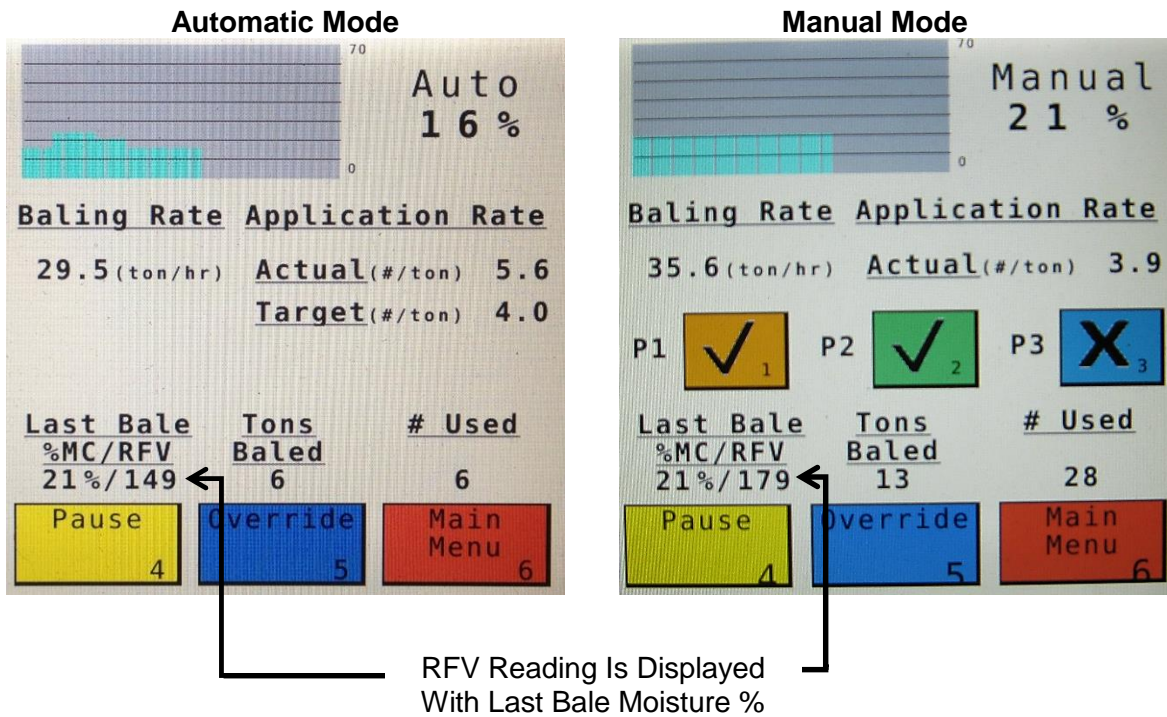 Automatic Mode
70
Auto
16%
0
Baling Rate Application Rate
29.5(ton/hr) Actual(#/ton) 5.6
Target(#/ton) 4.0
Last Bale Tons # Used
%MC/RFV Baled
21%/149 6 6
Pause Override Main
Menu
4 5 6
Manual Mode
70
Manual
21 %
0
Baling Rate Application Rate
35.6(ton/hr) Actual(#/ton) 3.9
P1 1 P2 2 P3 X 3
Last Bale Tons # Used
%MC/RFV Baled
21%/179 13 28
Pause Override Main
Menu
4 5 6
RFV Reading Is Displayed
With Last Bale Moisture %